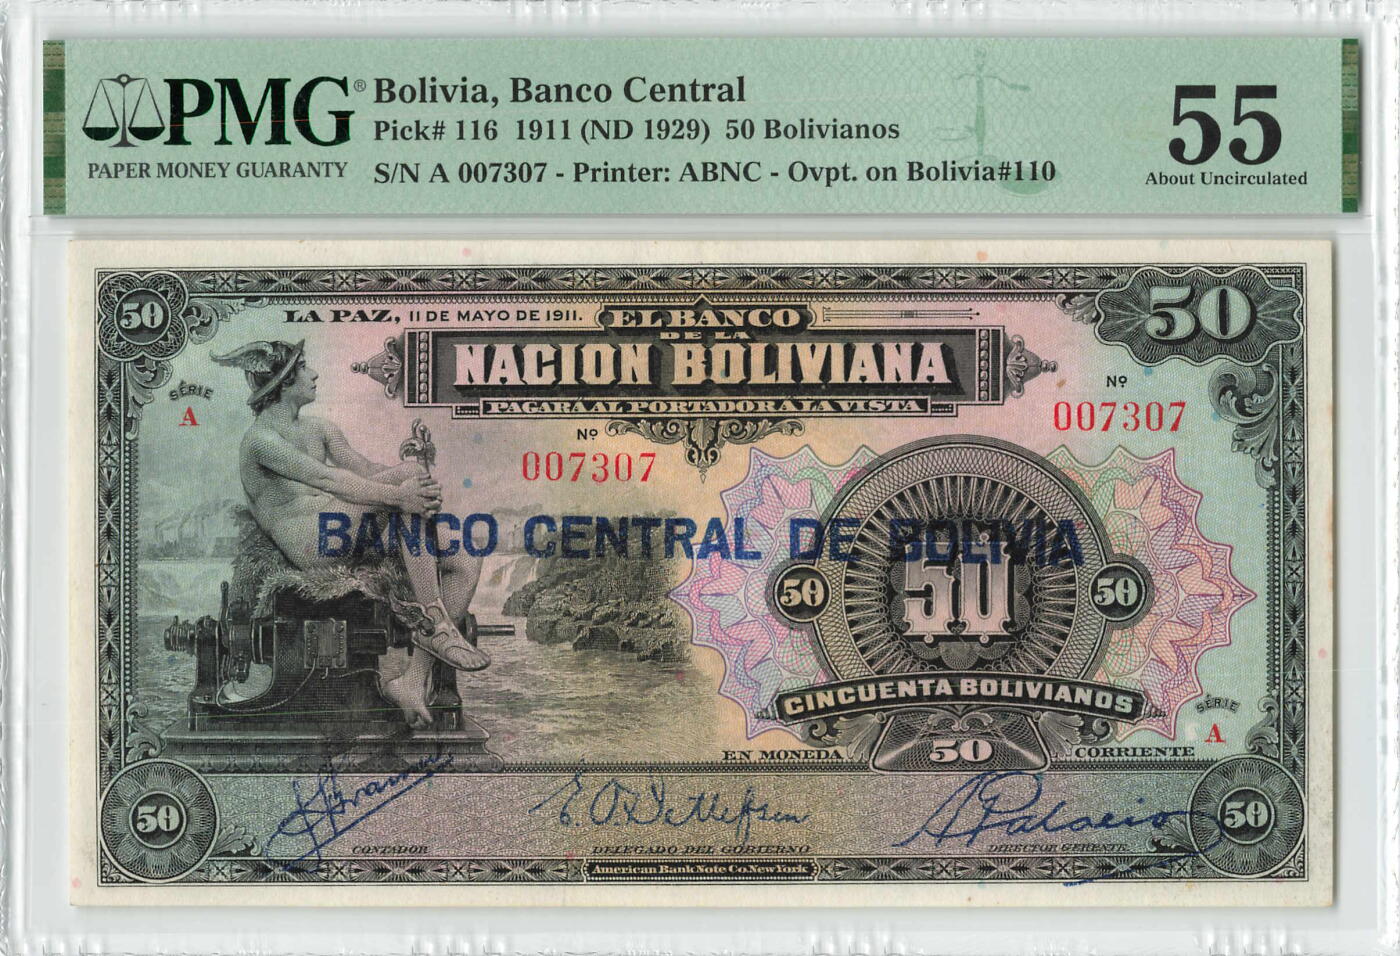 PMG®
PAPER MONEY GUARANTY
Bolivia, Banco Central
Pick# 116 1911 (ND 1929) 50 Bolivianos
S/N A 007307 - Printer: ABNC - Ovpt. on Bolivia#110
55
About Uncirculated
50
LA PAZ, 11 DE MAYO DE 1911.
EL BANCO
DE LA
NACION BOLIVIANA
PAGARÁ AL PORTADOR Á LA VISTA
50
SÉRIE
A
Nº
007307
Nº
007307
BANCO CENTRAL DE BOLIVIA
50
50
50
CINCUENTA BOLIVIANOS
EN MONEDA
50
CORRIENTE
SÉRIE
A
50
E. O. Detlefsen
A Palacio
50
CONTADOR
DELEGADO DEL GOBIERNO
DIRECTOR GERENTE
American Bank Note Co. New York